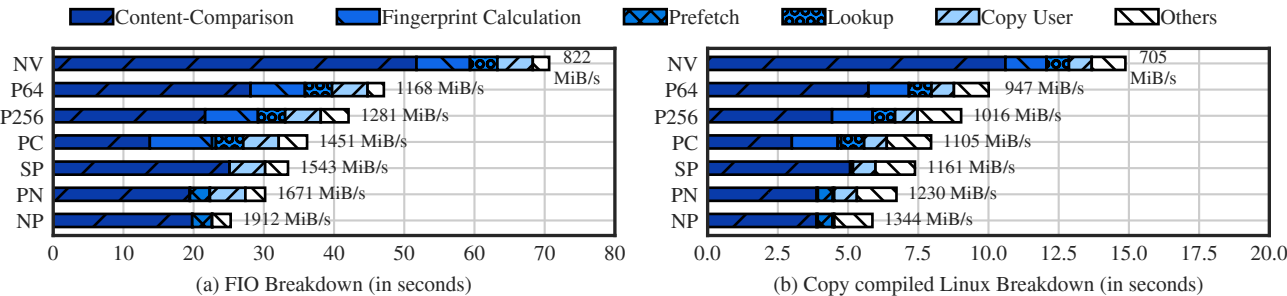 Content-Comparison Fingerprint Calculation Prefetch Lookup Copy User Others
NV 822 MiB/s
P64 1168 MiB/s
P256 1281 MiB/s
PC 1451 MiB/s
SP 1543 MiB/s
PN 1671 MiB/s
NP 1912 MiB/s
0 10 20 30 40 50 60 70 80
(a) FIO Breakdown (in seconds)
NV 705 MiB/s
P64 947 MiB/s
P256 1016 MiB/s
PC 1105 MiB/s
SP 1161 MiB/s
PN 1230 MiB/s
NP 1344 MiB/s
0.0 2.5 5.0 7.5 10.0 12.5 15.0 17.5 20.0
(b) Copy compiled Linux Breakdown (in seconds)